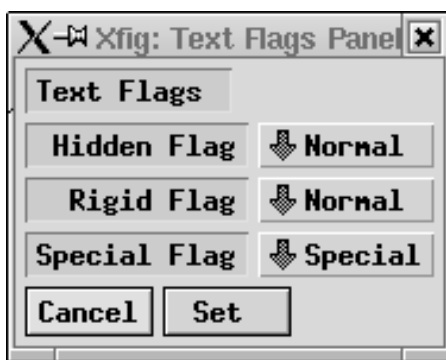 Xfig: Text Flags Panel
Text Flags
Hidden Flag Normal
Rigid Flag Normal
Special Flag Special
Cancel Set